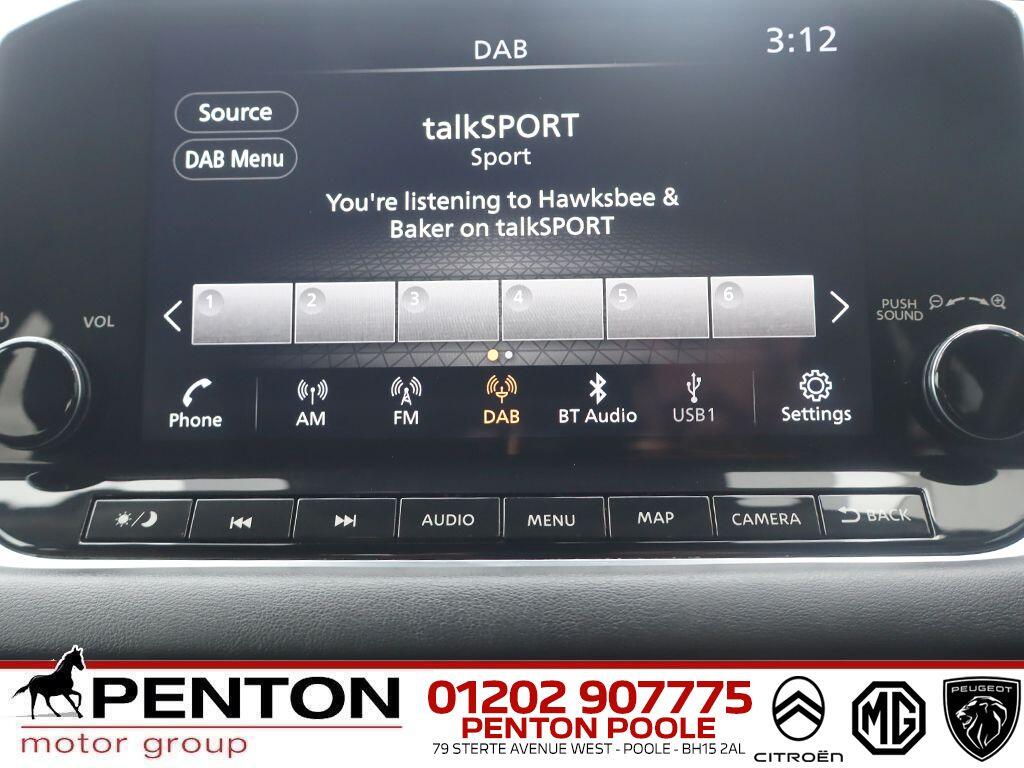 DAB
3:12
Source
DAB Menu
talkSPORT
Sport
You're listening to Hawksbee &
Baker on talkSPORT
1 2 3 4 5 6
VOL
PUSH
SOUND
Phone
AM
FM
DAB
BT Audio
USB1
Settings
AUDIO
MENU
MAP
CAMERA
BACK
PENTON
motor group
01202 907775
PENTON POOLE
79 STERTE AVENUE WEST - POOLE - BH15 2AL
CITROËN
MG
PEUGEOT